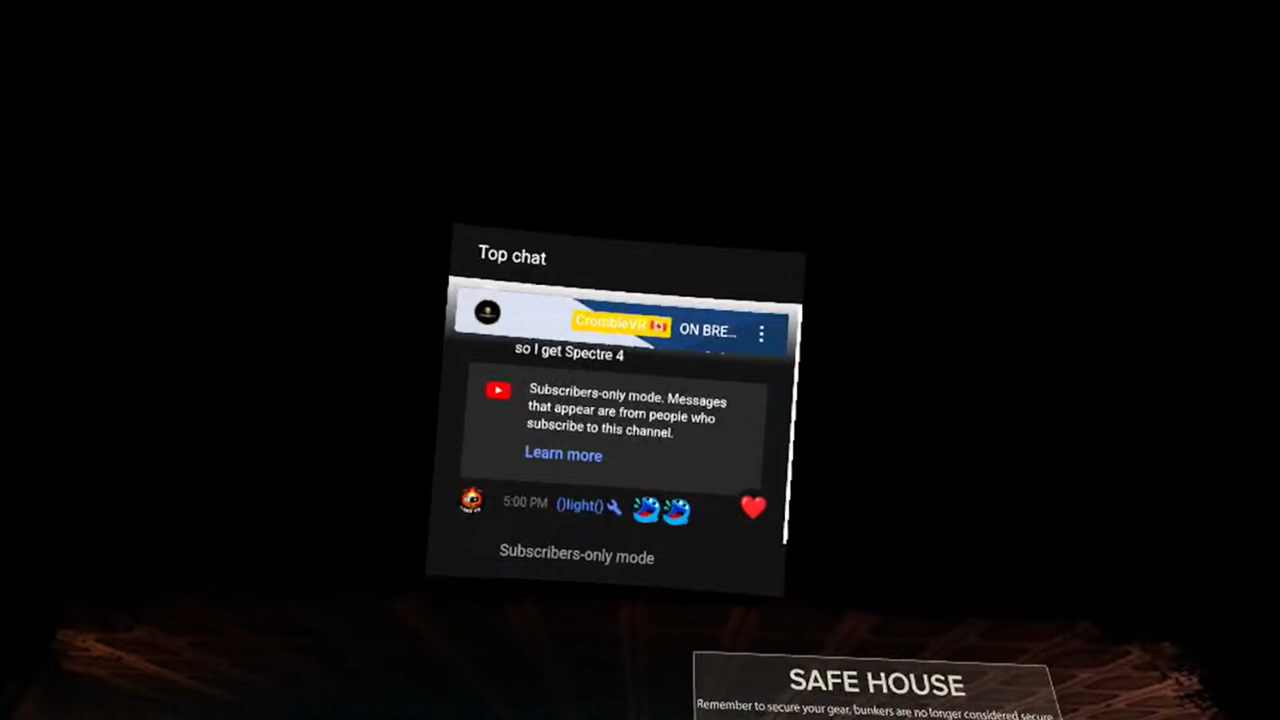 Top chat
CrombleVR ON BRE...
so I get Spectre 4
Subscribers-only mode. Messages
that appear are from people who
subscribe to this channel.
Learn more
5:00 PM ()light()
Subscribers-only mode
SAFE HOUSE
Remember to secure your gear, bunkers are no longer considered secure